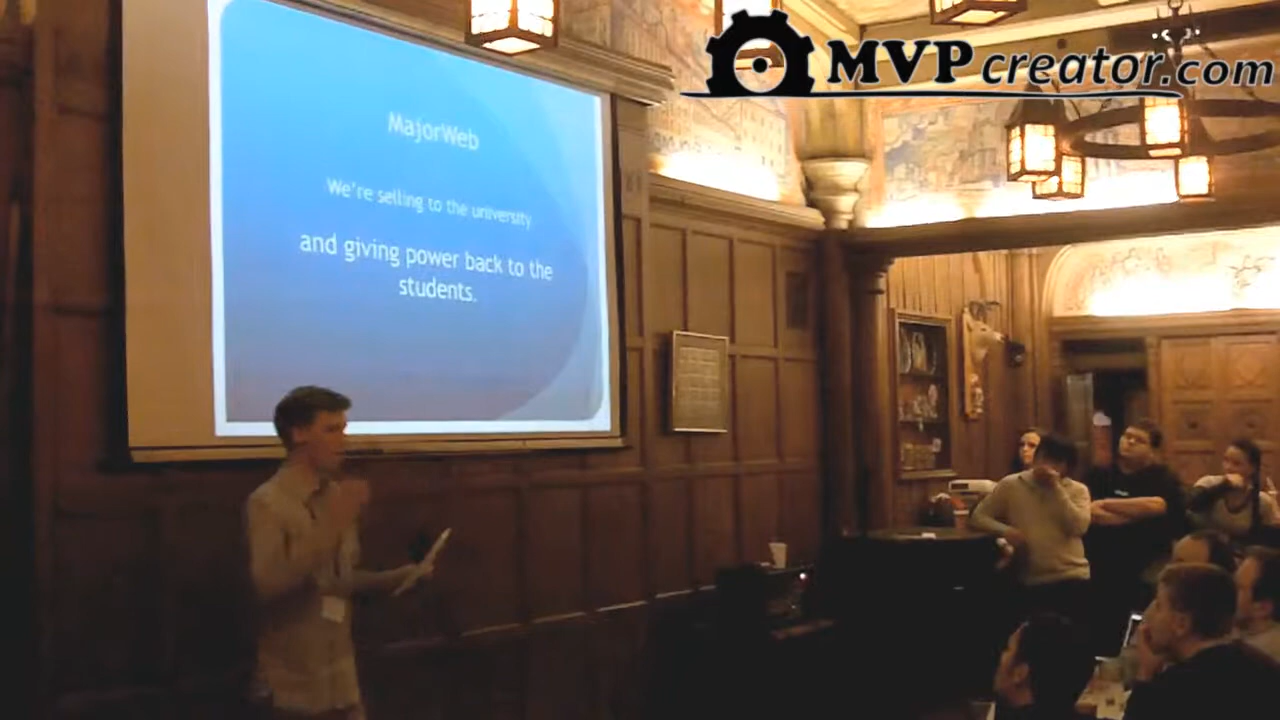 MVPcreator.com
MajorWeb
We're selling to the university
and giving power back to the
students.